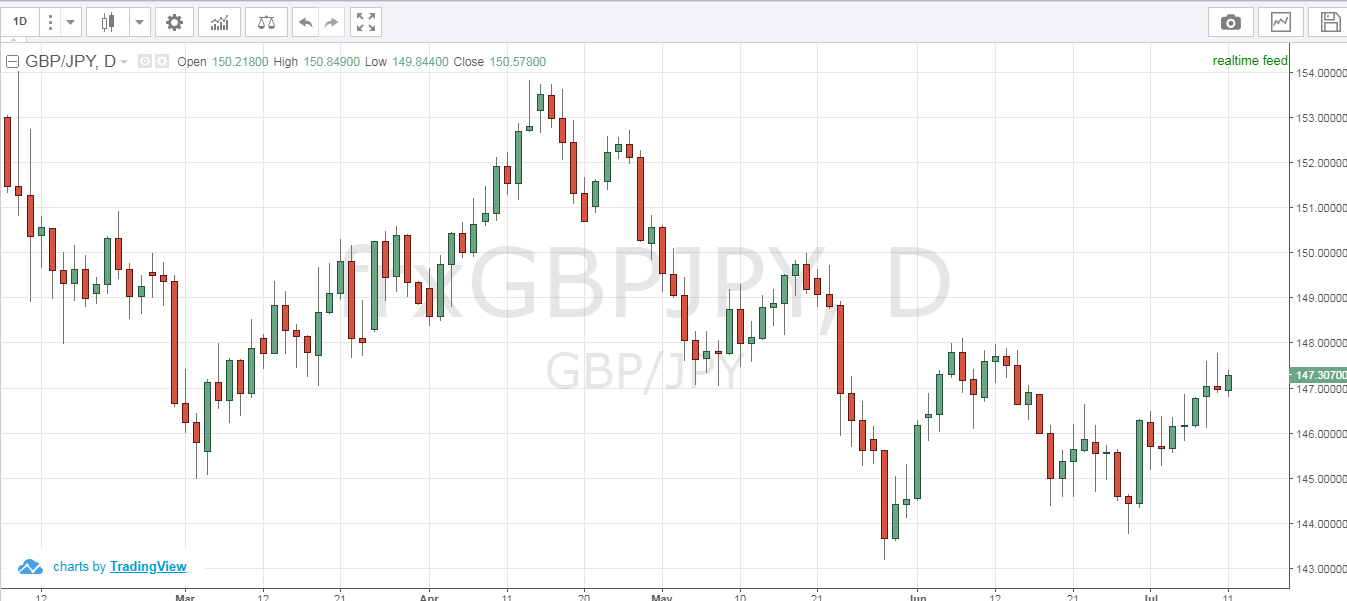 1D
GBP/JPY, D Open 150.21800 High 150.84900 Low 149.84400 Close 150.57800
realtime feed
154.00000
153.00000
152.00000
151.00000
150.00000
149.00000
148.00000
147.30700
147.00000
146.00000
145.00000
144.00000
143.00000
frxGBPJPY, D
GBP/JPY
charts by TradingView
12 Mar 12 21 Apr 11 20 May 10 21 Jun 12 21 Jul 11